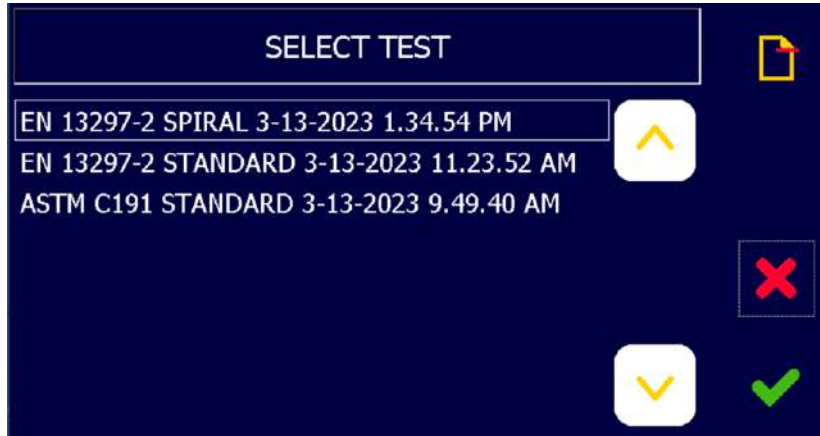 SELECT TEST
EN 13297-2 SPIRAL 3-13-2023 1.34.54 PM
EN 13297-2 STANDARD 3-13-2023 11.23.52 AM
ASTM C191 STANDARD 3-13-2023 9.49.40 AM